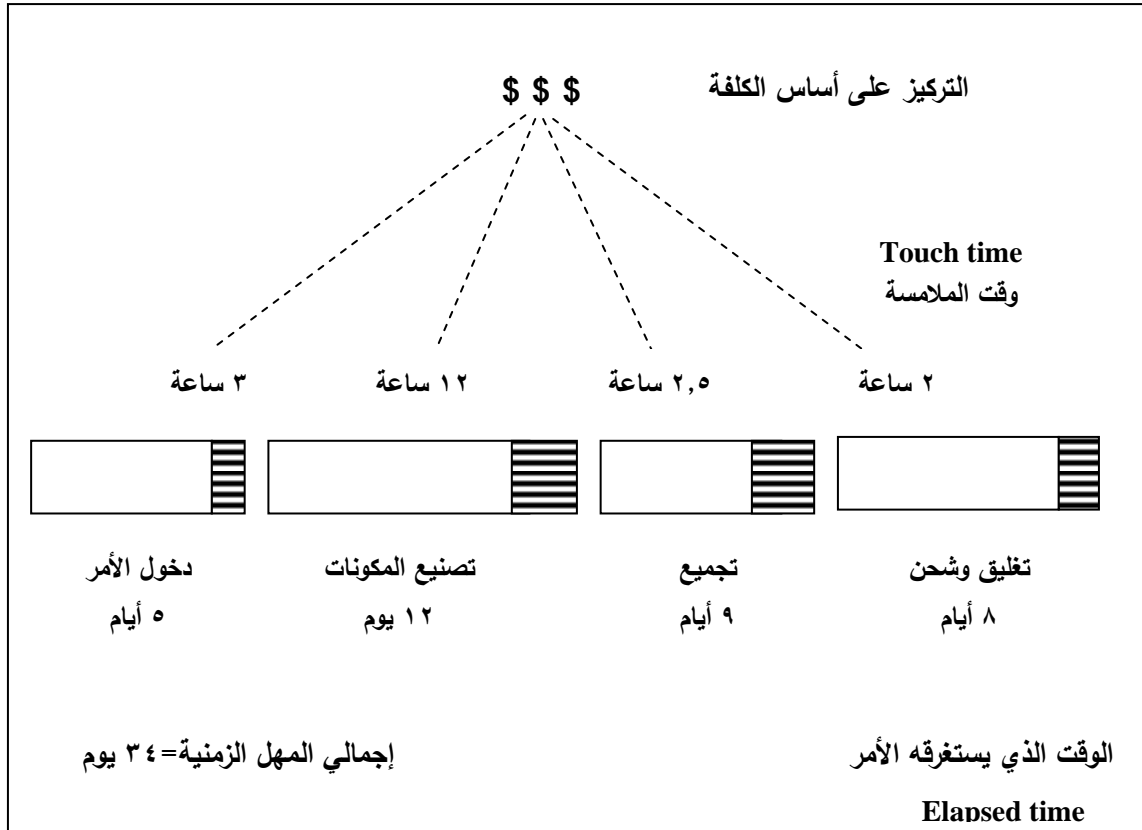 التركيز على أساس الكلفة
$ $ $
Touch time
وقت الملامسة
٢ ساعة
٢,٥ ساعة
١٢ ساعة
٣ ساعة
تغليق وشحن
تجميع
تصنيع المكونات
دخول الأمر
٨ أيام
٩ أيام
١٢ يوم
٥ أيام
الوقت الذي يستغرقه الأمر
إجمالي المهل الزمنية=٣٤ يوم
Elapsed time